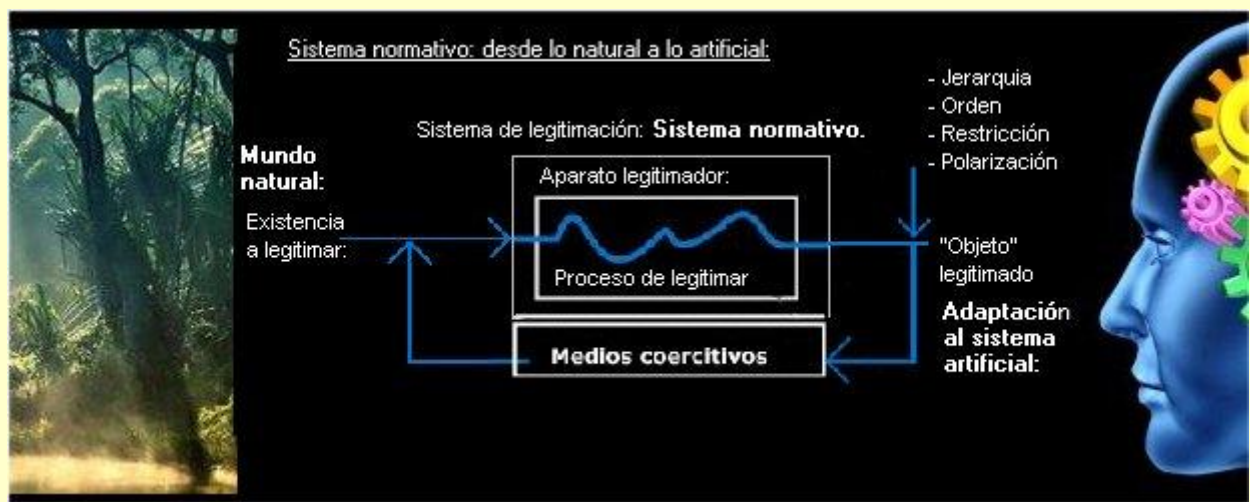 Sistema normativo: desde lo natural a lo artificial:
- Jerarquia
- Orden
- Restricción
- Polarización
Sistema de legitimación: Sistema normativo.
Mundo
natural:
Existencia
a legitimar:
Aparato legitimador:
Proceso de legitimar
Medios coercitivos
"Objeto"
legitimado
Adaptación
al sistema
artificial: